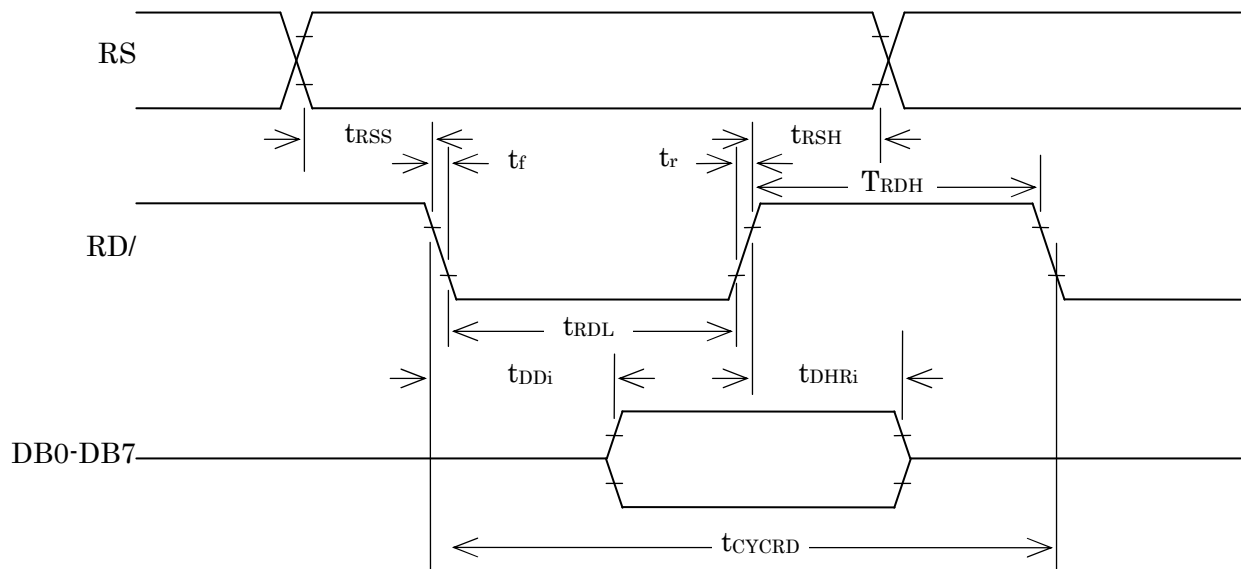 RS
tRSS
tRSH
tf
tr
TRDH
RD/
tRDL
tDDi
tDHRi
DB0-DB7
tCYCRD